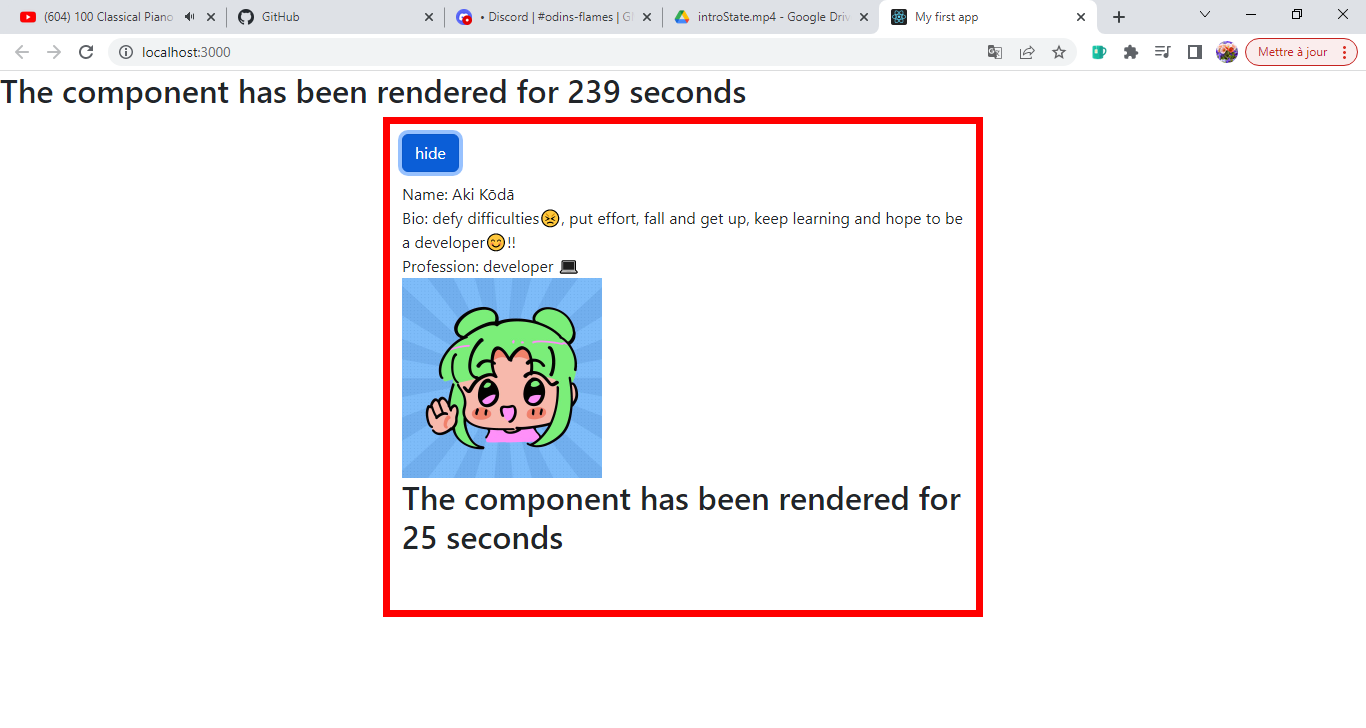 (604) 100 Classical Piano
GitHub
• Discord | #odins-flames | G
introState.mp4 - Google Driv
My first app
localhost:3000
Mettre à jour
The component has been rendered for 239 seconds
hide
Name: Aki Kōdā
Bio: defy difficulties😣, put effort, fall and get up, keep learning and hope to be
a developer😊!!
Profession: developer 💻
The component has been rendered for
25 seconds